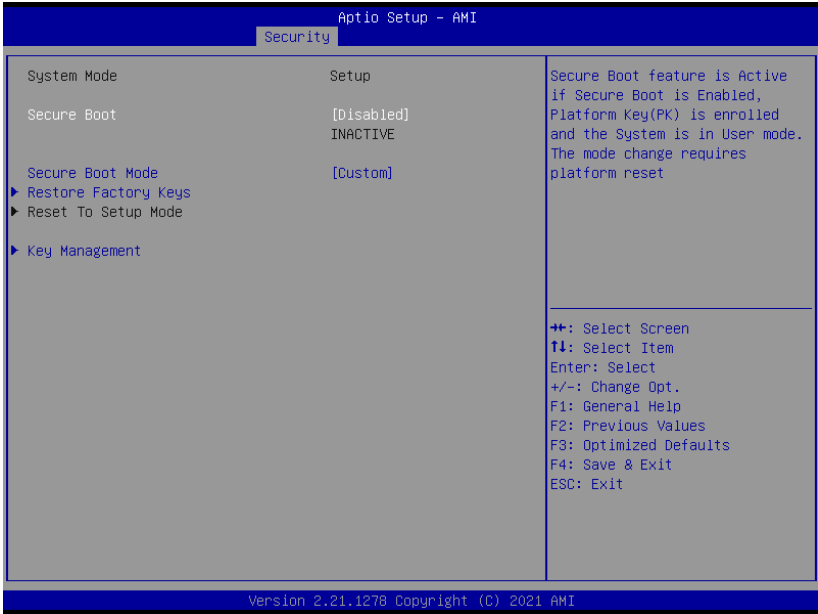 Aptio Setup – AMI
Security
System Mode Setup
Secure Boot [Disabled]
INACTIVE
Secure Boot Mode [Custom]
Restore Factory Keys
Reset To Setup Mode
Key Management
Secure Boot feature is Active
if Secure Boot is Enabled,
Platform Key(PK) is enrolled
and the System is in User mode.
The mode change requires
platform reset
→←: Select Screen
↑↓: Select Item
Enter: Select
+/-: Change Opt.
F1: General Help
F2: Previous Values
F3: Optimized Defaults
F4: Save & Exit
ESC: Exit
Version 2.21.1278 Copyright (C) 2021 AMI